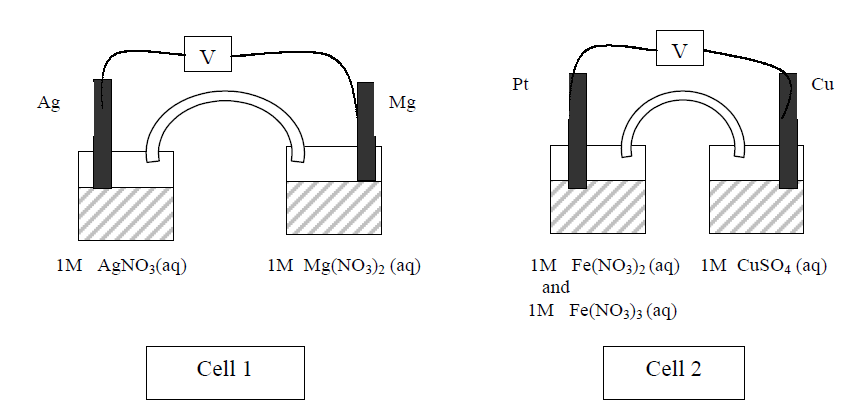 V
Ag
Mg
1M AgNO₃(aq)
1M Mg(NO₃)₂ (aq)
Cell 1
V
Pt
Cu
1M Fe(NO₃)₂ (aq)
and
1M Fe(NO₃)₃ (aq)
1M CuSO₄ (aq)
Cell 2